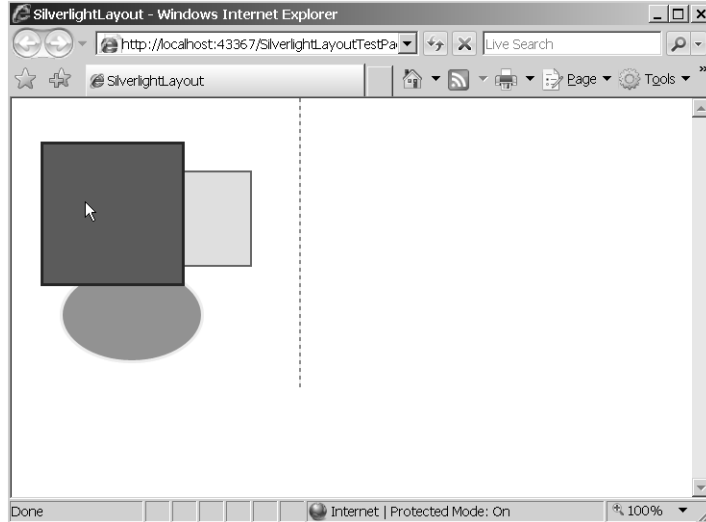 SilverlightLayout - Windows Internet Explorer
http://localhost:43367/SilverlightLayoutTestPa
Live Search
SilverlightLayout
Page
Tools
»
Done
Internet | Protected Mode: On
100%